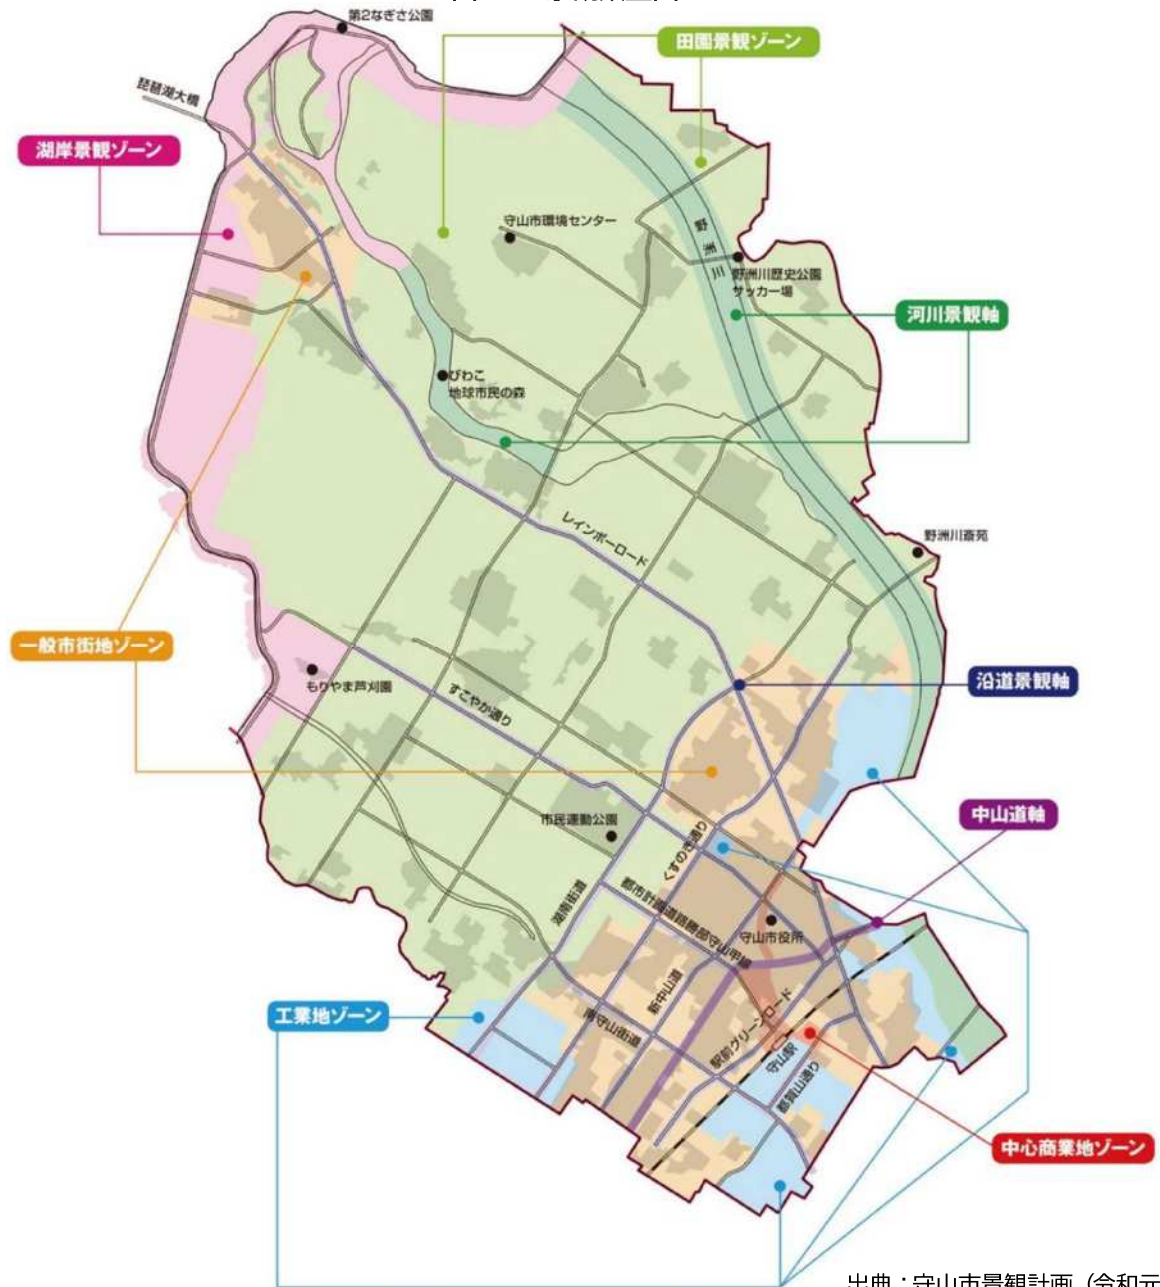 第2なぎさ公園
田園景観ゾーン
琵琶湖大橋
湖岸景観ゾーン
守山市環境センター
野洲川歴史公園
サッカー場
河川景観軸
びわこ
地球市民の森
レインボーロード
野洲川斎苑
一般市街地ゾーン
もりやま芦刈園
沿道景観軸
すこやか通り
中山道軸
市民運動公園
くすのき通り
湖南街道
都市計画道路勝部守山甲線
守山市役所
工業地ゾーン
新中山道
南守山街道
駅前グリーンロード
守山駅
都賀山通り
中心商業地ゾーン
出典：守山市景観計画（令和元